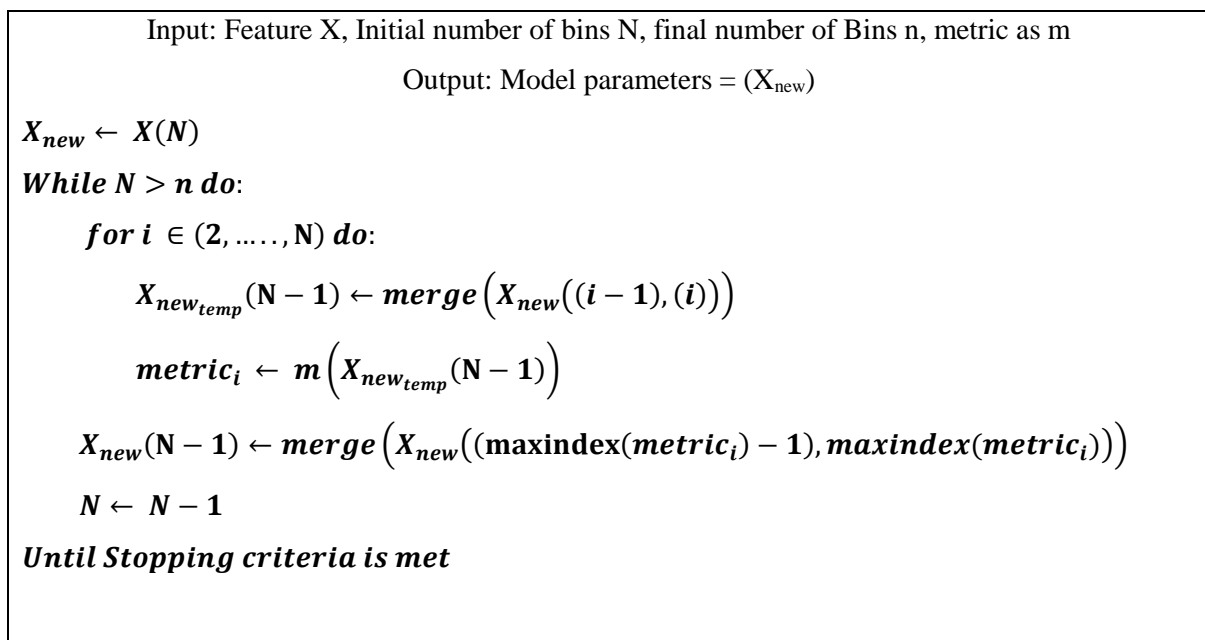 Input: Feature X, Initial number of bins N, final number of Bins n, metric as m
Output: Model parameters = (Xnew)
Xnew ← X(N)
While N > n do:
for i ∈ (2, ... .. , N) do:
Xnewtemp(N − 1) ← merge(Xnew((i − 1), (i)))
metrici ← m(Xnewtemp(N − 1))
Xnew(N − 1) ← merge(Xnew((maxindex(metrici) − 1), maxindex(metrici)))
N ← N − 1
Until Stopping criteria is met